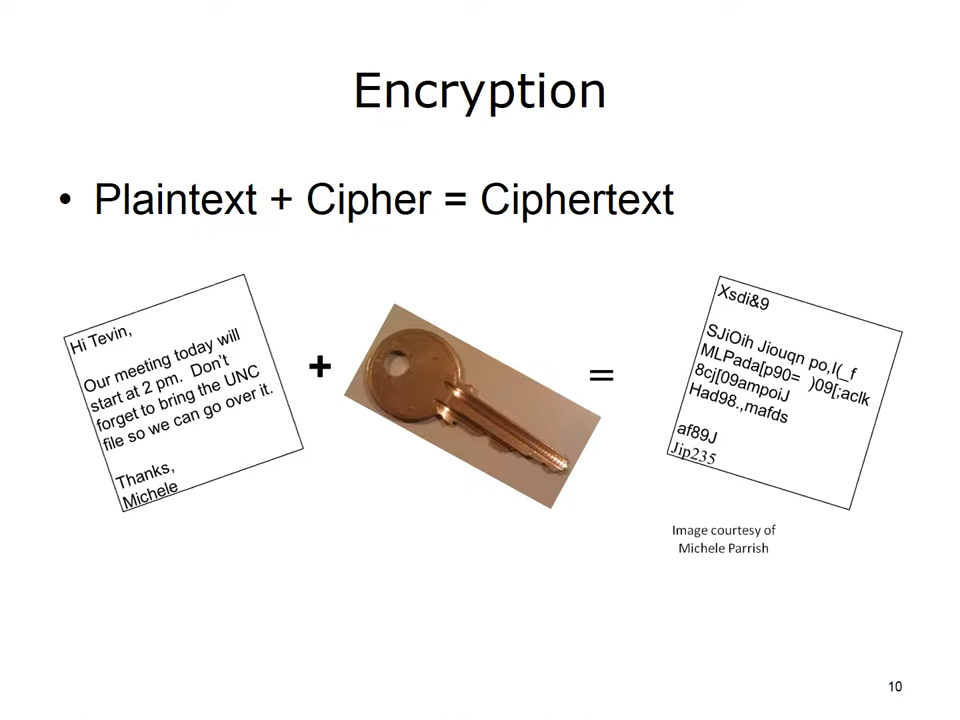 Encryption
• Plaintext + Cipher = Ciphertext
Hi Tevin,
Our meeting today will
start at 2 pm. Don't
forget to bring the UNC
file so we can go over it.
Thanks,
Michele
+
=
Xsdi&9
SJiOih Jiouqn po,I(_f
MLPada[p90= )09[;aclk
8cj[09ampoiJ
Had98.,mafds
af89J
Jip235
Image courtesy of
Michele Parrish
10